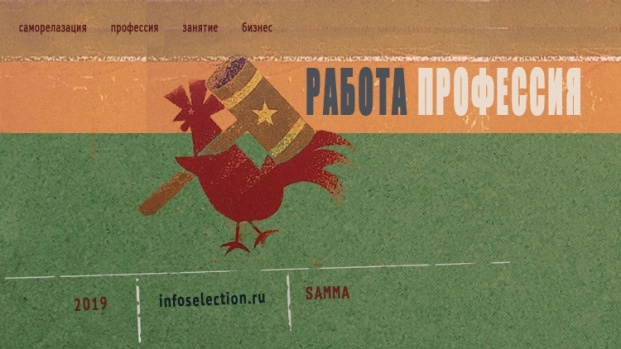 саморелазация профессия занятие бизнес
РАБОТА ПРОФЕССИЯ
2019 infoselection.ru SAMMA